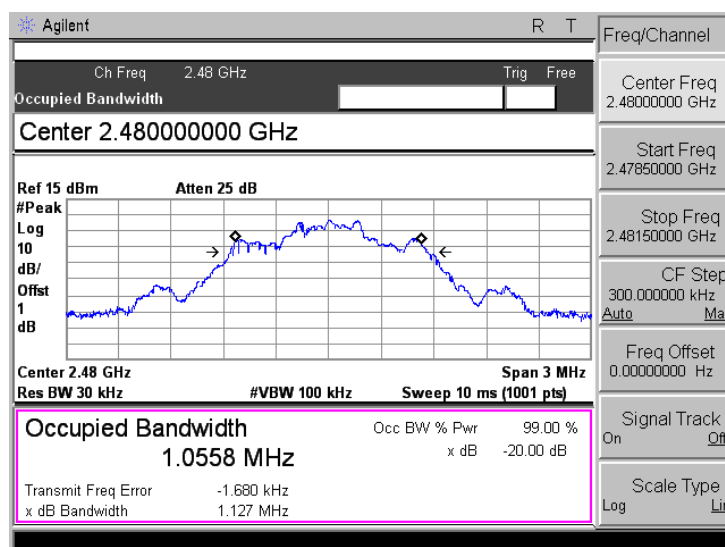 Agilent R T
Ch Freq 2.48 GHz Trig Free
Occupied Bandwidth
Center 2.480000000 GHz
Ref 15 dBm Atten 25 dB
#Peak
Log
10
dB/
Offst
1
dB
Center 2.48 GHz Span 3 MHz
Res BW 30 kHz #VBW 100 kHz Sweep 10 ms (1001 pts)
Occupied Bandwidth
1.0558 MHz
Occ BW % Pwr 99.00 %
x dB -20.00 dB
Transmit Freq Error -1.680 kHz
x dB Bandwidth 1.127 MHz
Freq/Channel
Center Freq
2.48000000 GHz
Start Freq
2.47850000 GHz
Stop Freq
2.48150000 GHz
CF Step
300.000000 kHz
Auto Ma
Freq Offset
0.00000000 Hz
Signal Track
On Off
Scale Type
Log Li